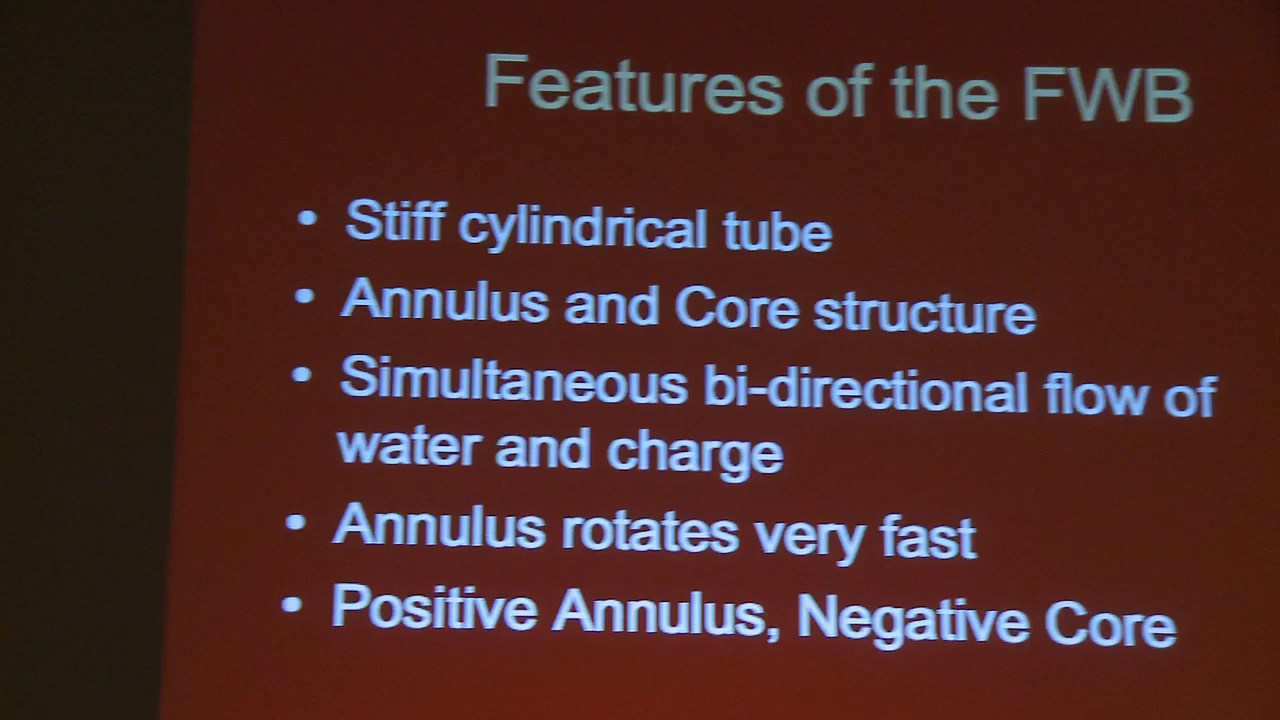 Features of the FWB
• Stiff cylindrical tube
• Annulus and Core structure
• Simultaneous bi-directional flow of
water and charge
• Annulus rotates very fast
• Positive Annulus, Negative Core